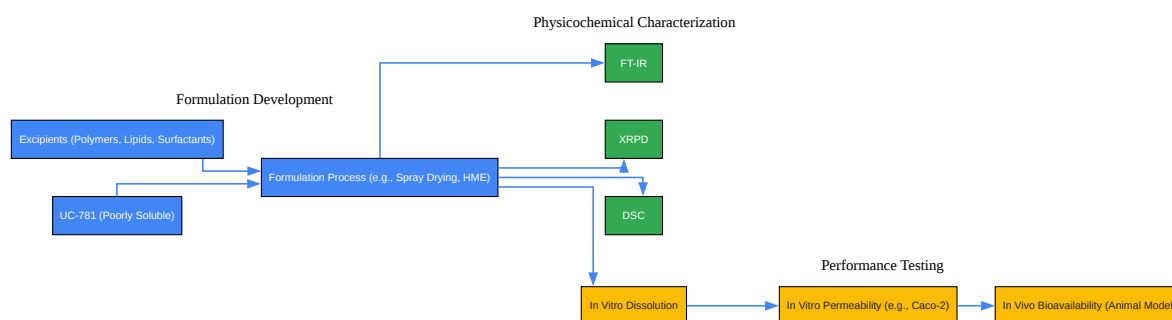 Physicochemical Characterization
FT-IR
Formulation Development
Excipients (Polymers, Lipids, Surfactants)
XRPD
Formulation Process (e.g., Spray Drying, HME)
UC-781 (Poorly Soluble)
DSC
Performance Testing
In Vitro Dissolution
In Vitro Permeability (e.g., Caco-2)
In Vivo Bioavailability (Animal Model